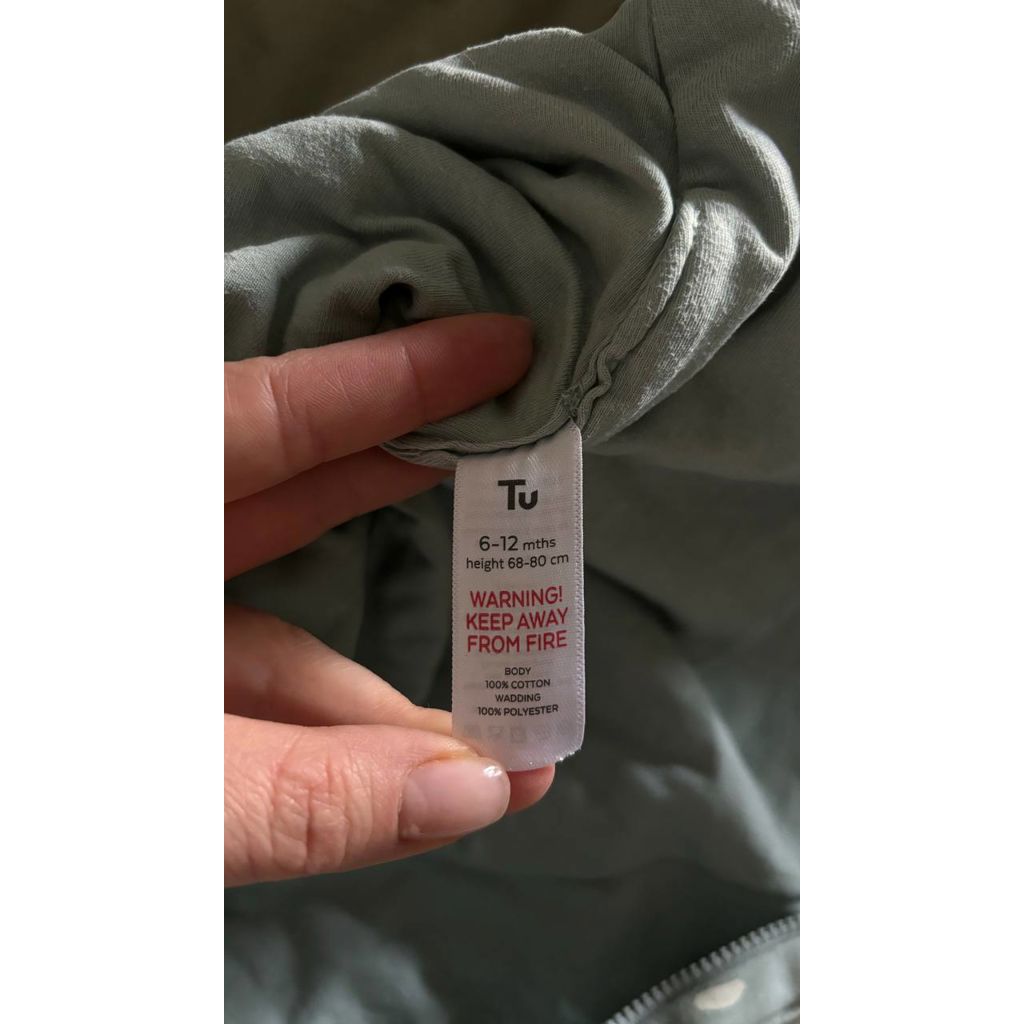 Tu
6-12 mths
height 68-80 cm
WARNING!
KEEP AWAY
FROM FIRE
BODY
100% COTTON
WADDING
100% POLYESTER